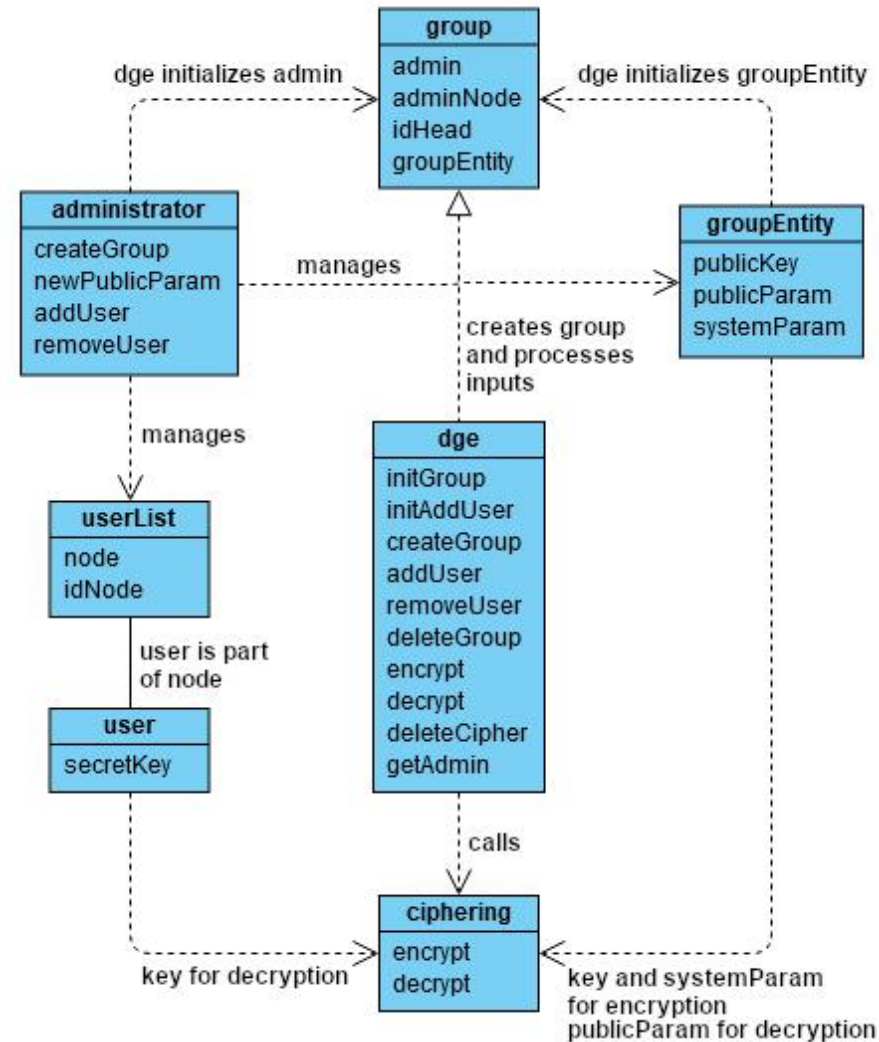 group
admin
adminNode
idHead
groupEntity
dge initializes admin
dge initializes groupEntity
administrator
createGroup
newPublicParam
addUser
removeUser
manages
groupEntity
publicKey
publicParam
systemParam
creates group
and processes
inputs
manages
userList
node
idNode
user is part
of node
user
secretKey
dge
initGroup
initAddUser
createGroup
addUser
removeUser
deleteGroup
encrypt
decrypt
deleteCipher
getAdmin
calls
ciphering
encrypt
decrypt
key for decryption
key and systemParam
for encryption
publicParam for decryption